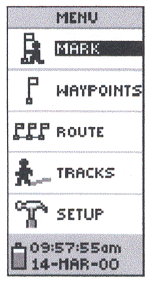 MENU
MARK
WAYPOINTS
ROUTE
TRACKS
SETUP
09:57:55am
14-MAR-00